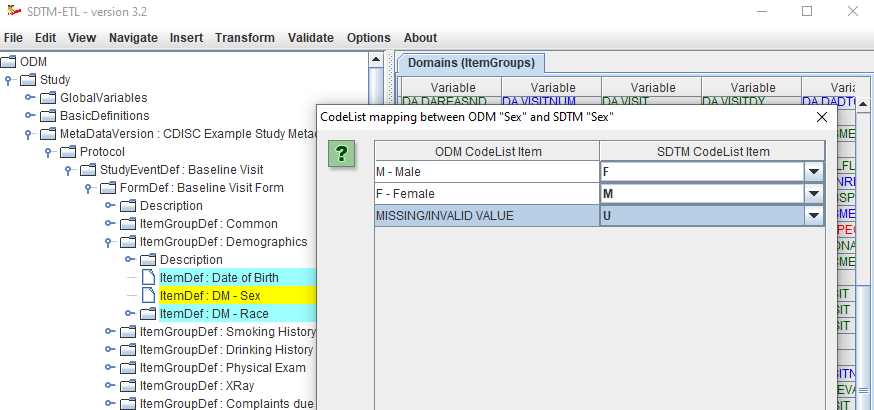 SDTM-ETL - version 3.2
File Edit View Navigate Insert Transform Validate Options About
ODM
Study
GlobalVariables
BasicDefinitions
MetaDataVersion : CDISC Example Study Metac
Protocol
StudyEventDef : Baseline Visit
FormDef : Baseline Visit Form
Description
ItemGroupDef : Common
ItemGroupDef : Demographics
Description
ItemDef : Date of Birth
ItemDef : DM - Sex
ItemDef : DM - Race
ItemGroupDef : Smoking History
ItemGroupDef : Drinking History
ItemGroupDef : Physical Exam
ItemGroupDef : XRay
ItemGroupDef : Complaints due
Domains (ItemGroups)
Variable Variable Variable Variable Varia
DA.DAREASND DA.VISITNUM DA.VISIT DA.VISITDY DA.DADTC
CodeList mapping between ODM "Sex" and SDTM "Sex"
?
ODM CodeList Item SDTM CodeList Item
M - Male F
F - Female M
MISSING/INVALID VALUE U